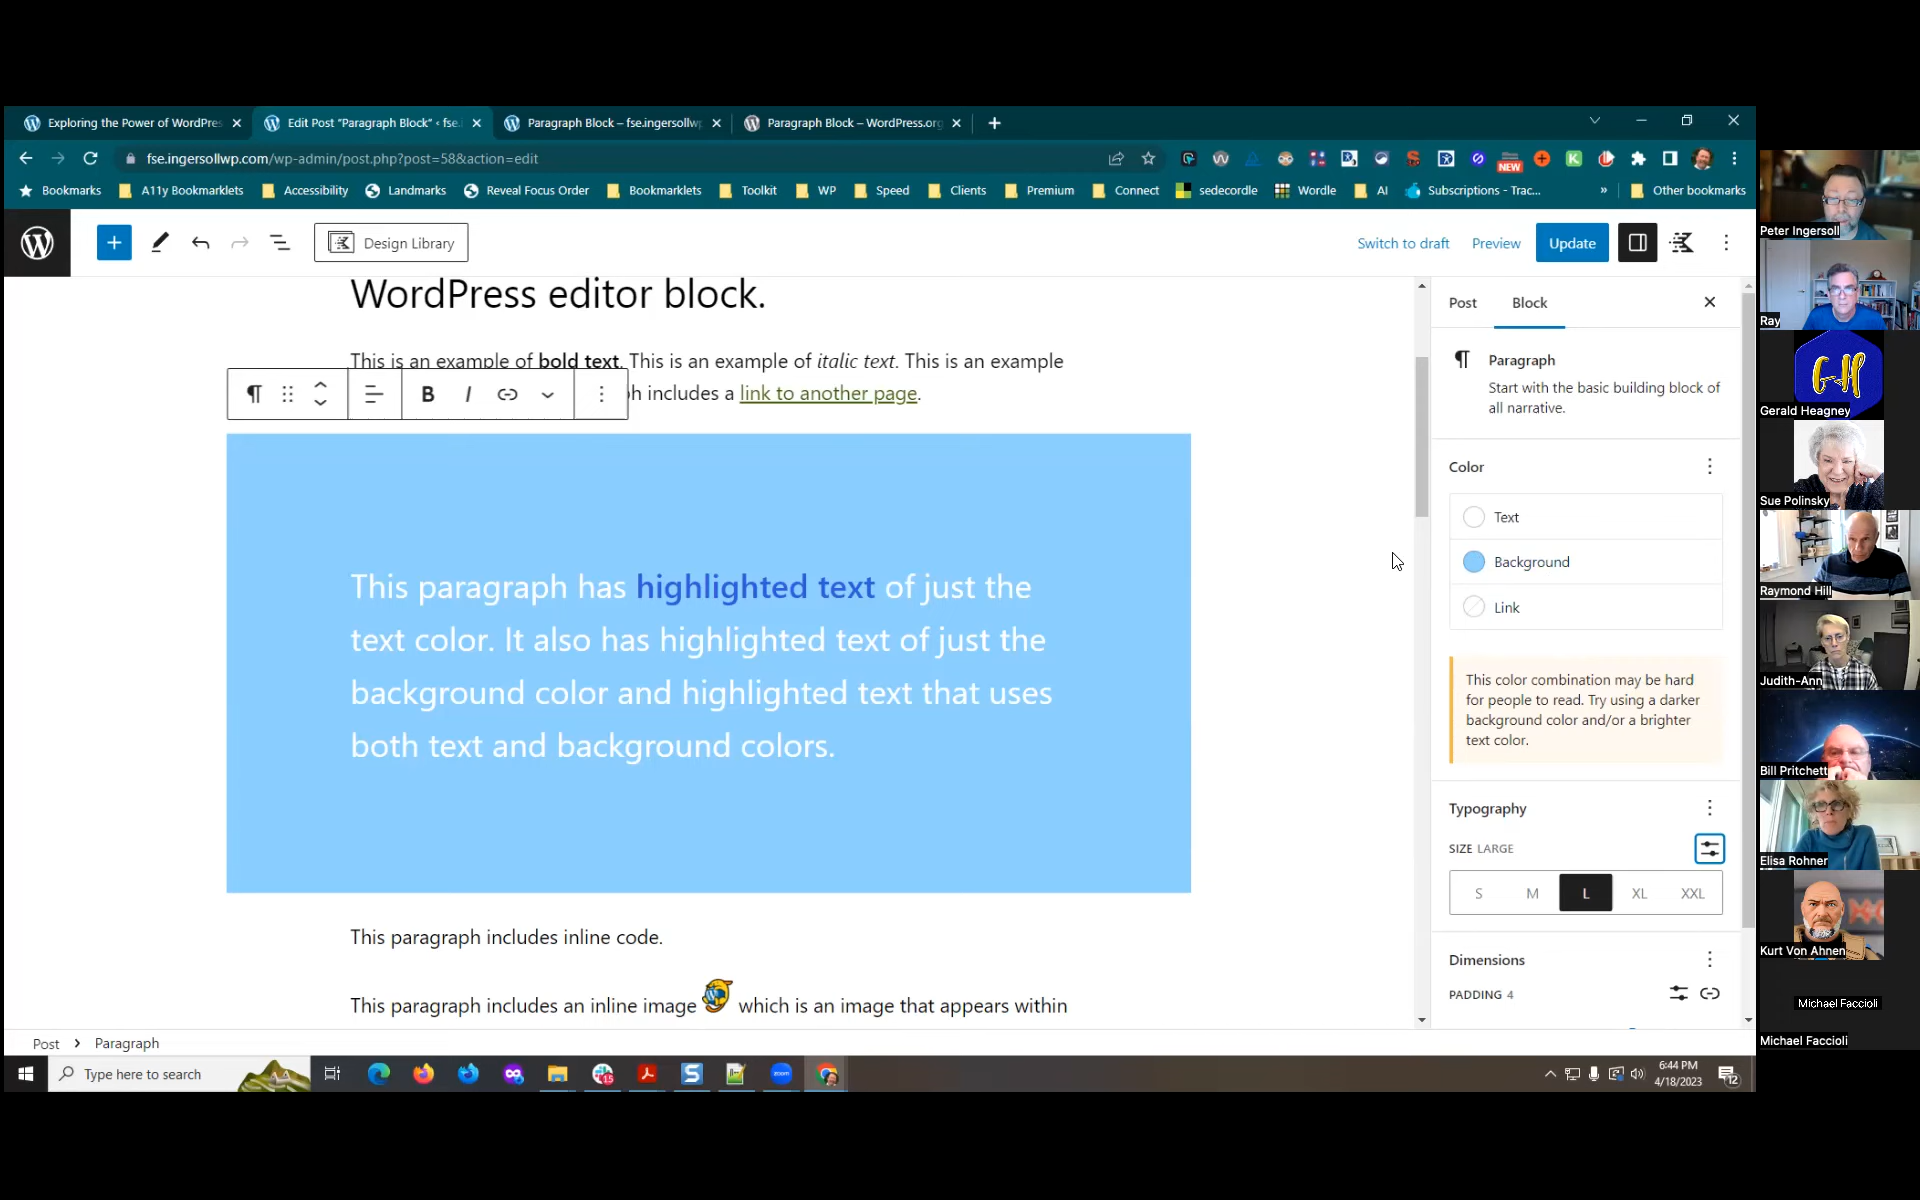 Exploring the Power of WordPres
Edit Post “Paragraph Block” ‹ fse.
Paragraph Block – fse.ingersollw
Paragraph Block – WordPress.org
fse.ingersollwp.com/wp-admin/post.php?post=58&action=edit
NEW
Bookmarks
A11y Bookmarklets
Accessibility
Landmarks
Reveal Focus Order
Bookmarklets
Toolkit
WP
Speed
Clients
Premium
Connect
sedecordle
Wordle
AI
Subscriptions - Trac...
»
Other bookmarks
Design Library
Switch to draft
Preview
Update
WordPress editor block.
This is an example of bold text. This is an example of italic text. This is an example
h includes a link to another page.
B I
This paragraph has highlighted text of just the
text color. It also has highlighted text of just the
background color and highlighted text that uses
both text and background colors.
This paragraph includes inline code.
This paragraph includes an inline image which is an image that appears within
Post
Block
Paragraph
Start with the basic building block of
all narrative.
Color
Text
Background
Link
This color combination may be hard
for people to read. Try using a darker
background color and/or a brighter
text color.
Typography
SIZE LARGE
S M L XL XXL
Dimensions
PADDING 4
Post > Paragraph
Type here to search
15
zoom
6:44 PM
4/18/2023
12
Peter Ingersoll
Ray
GH
Gerald Heagney
Sue Polinsky
Raymond Hill
Judith-Ann
Bill Pritchett
Elisa Rohner
Kurt Von Ahnen
Michael Faccioli
Michael Faccioli